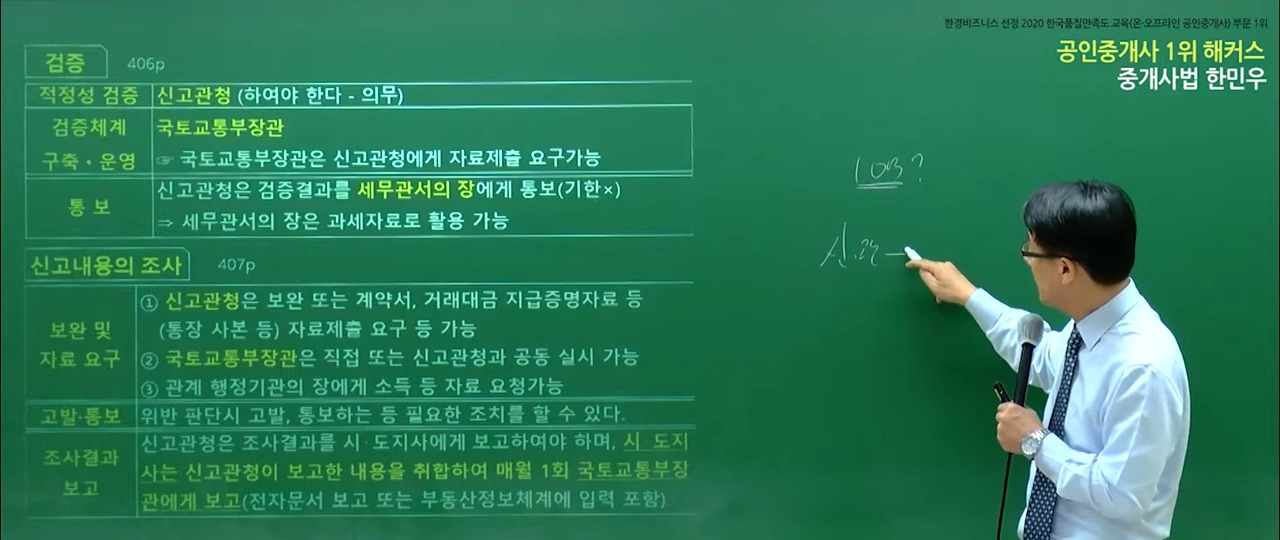 한경비즈니스 선정 2020 한국품질만족도 교육(온·오프라인 공인중개사) 부문 1위
공인중개사 1위 해커스
중개사법 한민우
검증 406p
적정성 검증 신고관청 (하여야 한다 - 의무)
검증체계 구축·운영
국토교통부장관
☞ 국토교통부장관은 신고관청에게 자료제출 요구가능
통 보
신고관청은 검증결과를 세무관서의 장에게 통보(기한×)
⇒ 세무관서의 장은 과세자료로 활용 가능
신고내용의 조사 407p
보완 및
자료 요구
① 신고관청은 보완 또는 계약서, 거래대금 지급증명자료 등
(통장 사본 등) 자료제출 요구 등 가능
② 국토교통부장관은 직접 또는 신고관청과 공동 실시 가능
③ 관계 행정기관의 장에게 소득 등 자료 요청가능
고발·통보 위반 판단시 고발, 통보하는 등 필요한 조치를 할 수 있다.
조사결과
보고
신고관청은 조사결과를 시·도지사에게 보고하여야 하며, 시·도지
사는 신고관청이 보고한 내용을 취합하여 매월 1회 국토교통부장
관에게 보고(전자문서 보고 또는 부동산정보체계에 입력 포함)